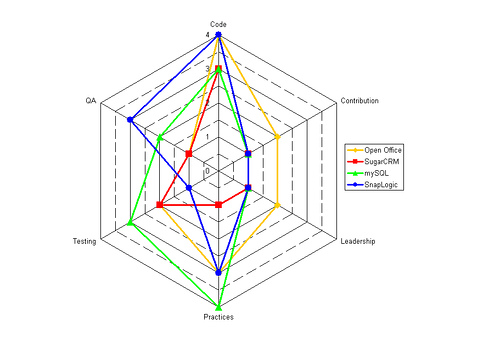 Code
4
3
QA
Contribution
2
1
Open Office
SugarCRM
mySQL
SnapLogic
0
Testing
Leadership
Practices